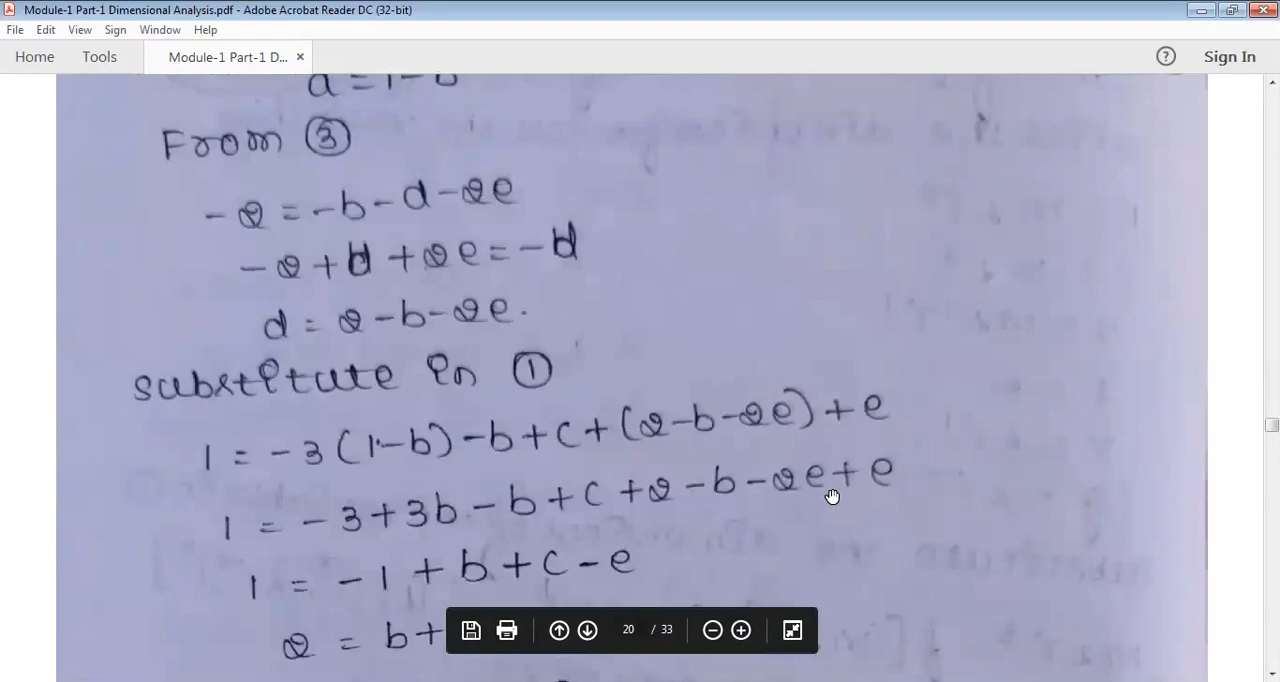 Module-1 Part-1 Dimensional Analysis.pdf - Adobe Acrobat Reader DC (32-bit)
File Edit View Sign Window Help
Home Tools Module-1 Part-1 D... × ? Sign In
a = 1 - b
From ③
-2 = -b - d - 2e
-2 + b + 2e = -d
d = 2 - b - 2e.
Substitute in ①
1 = -3 (1 - b) - b + c + (2 - b - 2e) + e
1 = -3 + 3b - b + c + 2 - b - 2e + e
1 = -1 + b + c - e
2 = b +
20 / 33